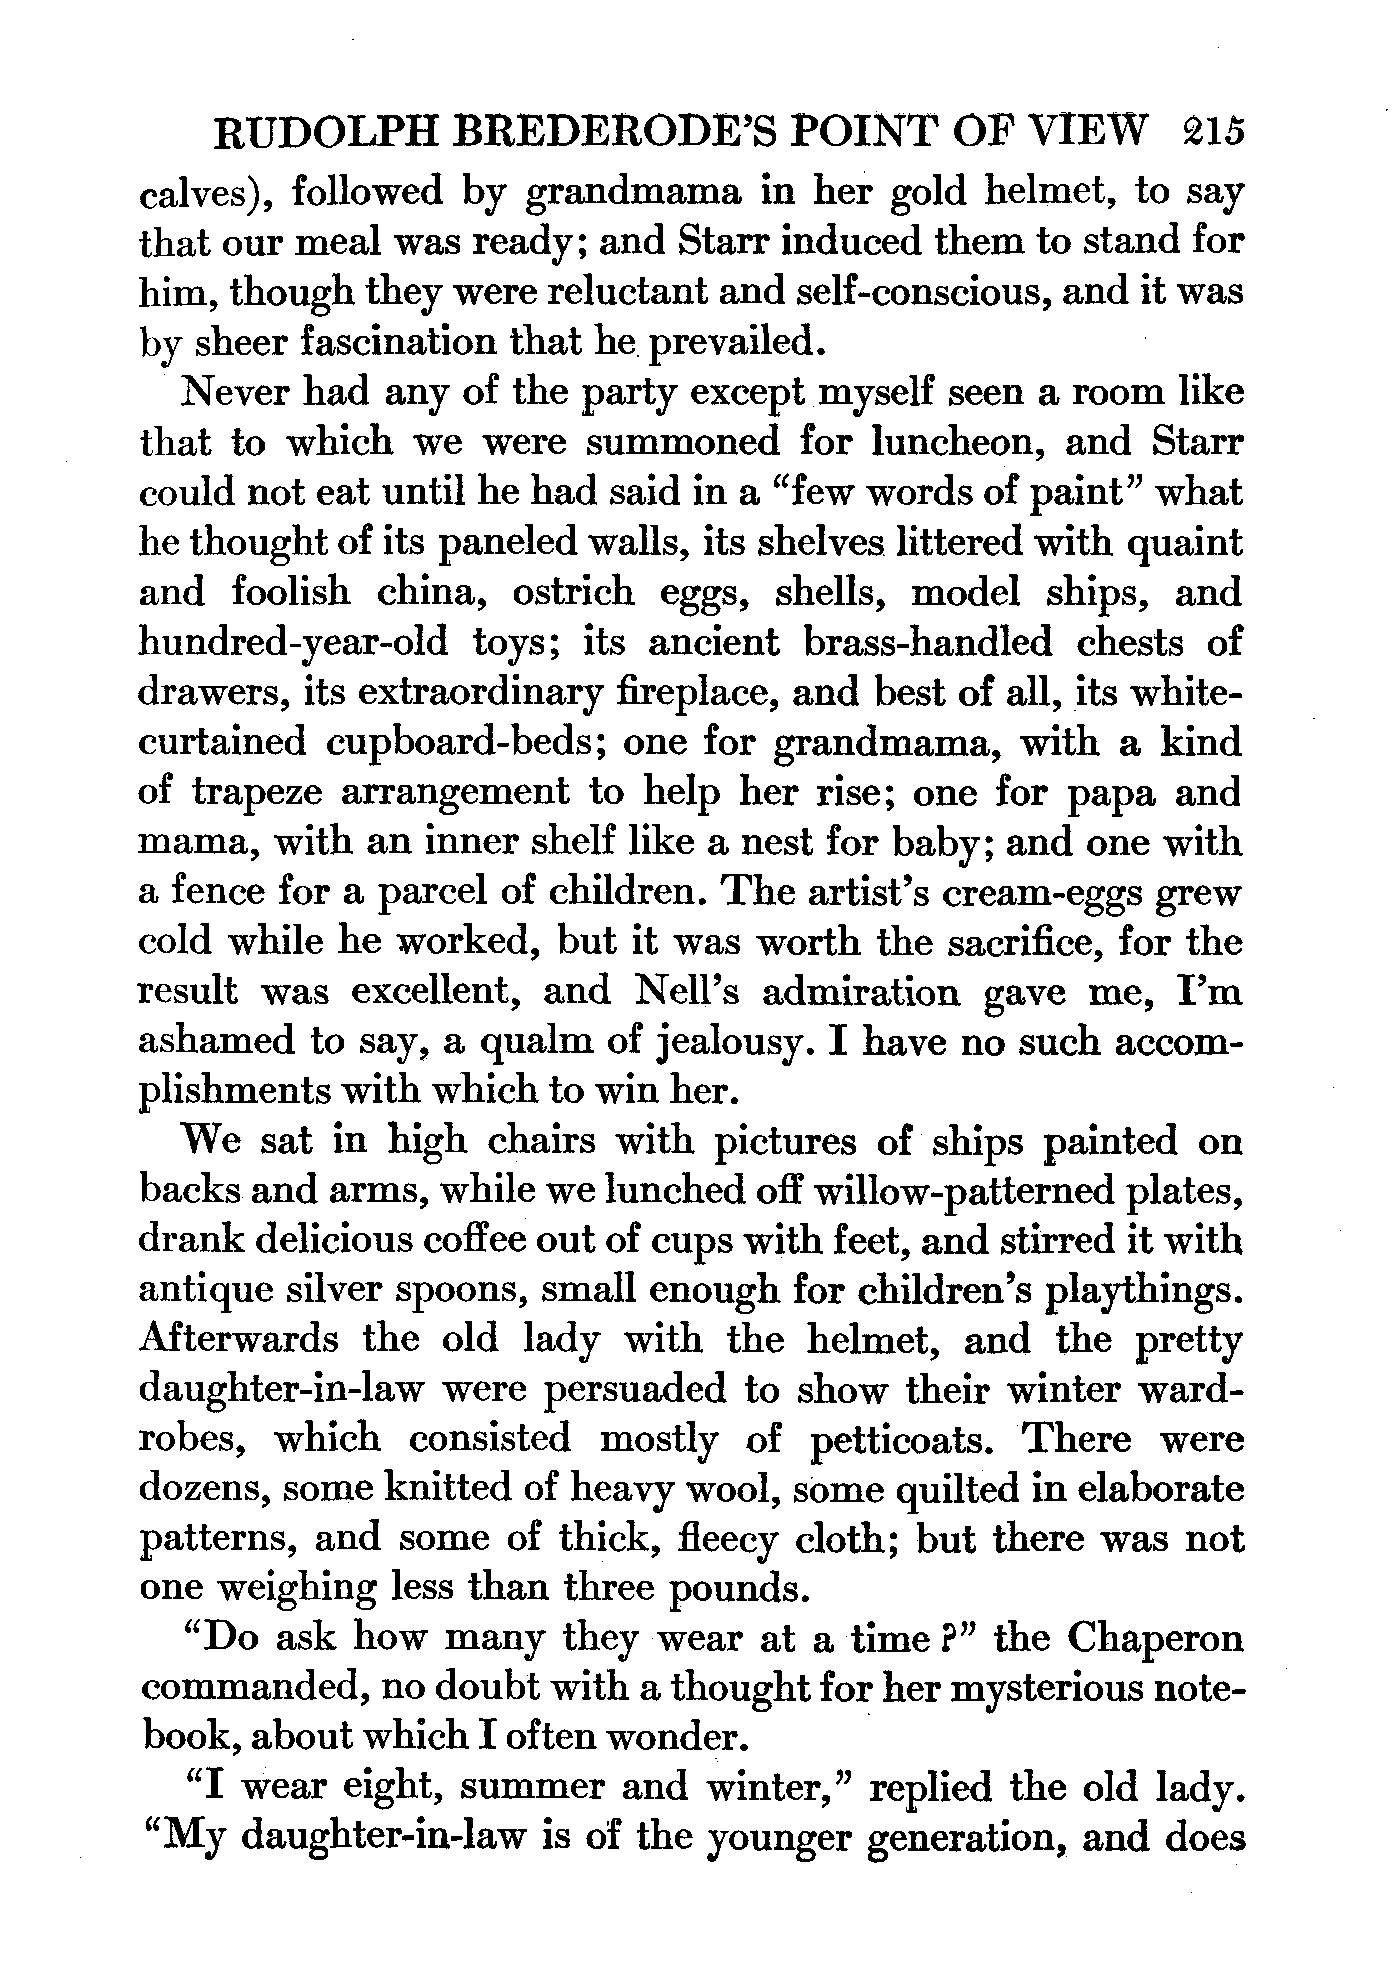 RUDOLPH BREDERODE'S POINT OF VIEW 215
calves), followed by grandmama in her gold helmet, to say
that our meal was ready; and Starr induced them to stand for
him, though they were reluctant and self-conscious, and it was
by sheer fascination that he prevailed.
Never had any of the party except myself seen a room like
that to which we were summoned for luncheon, and Starr
could not eat until he had said in a "few words of paint" what
he thought of its paneled walls, its shelves littered with quaint
and foolish china, ostrich eggs, shells, model ships, and
hundred-year-old toys; its ancient brass-handled chests of
drawers, its extraordinary fireplace, and best of all, its white-
curtained cupboard-beds; one for grandmama, with a kind
of trapeze arrangement to help her rise; one for papa and
mama, with an inner shelf like a nest for baby; and one with
a fence for a parcel of children. The artist's cream-eggs grew
cold while he worked, but it was worth the sacrifice, for the
result was excellent, and Nell's admiration gave me, I'm
ashamed to say, a qualm of jealousy. I have no such accom-
plishments with which to win her.
We sat in high chairs with pictures of ships painted on
backs and arms, while we lunched off willow-patterned plates,
drank delicious coffee out of cups with feet, and stirred it with
antique silver spoons, small enough for children's playthings.
Afterwards the old lady with the helmet, and the pretty
daughter-in-law were persuaded to show their winter ward-
robes, which consisted mostly of petticoats. There were
dozens, some knitted of heavy wool, some quilted in elaborate
patterns, and some of thick, fleecy cloth; but there was not
one weighing less than three pounds.
"Do ask how many they wear at a time?" the Chaperon
commanded, no doubt with a thought for her mysterious note-
book, about which I often wonder.
"I wear eight, summer and winter," replied the old lady.
"My daughter-in-law is of the younger generation, and does